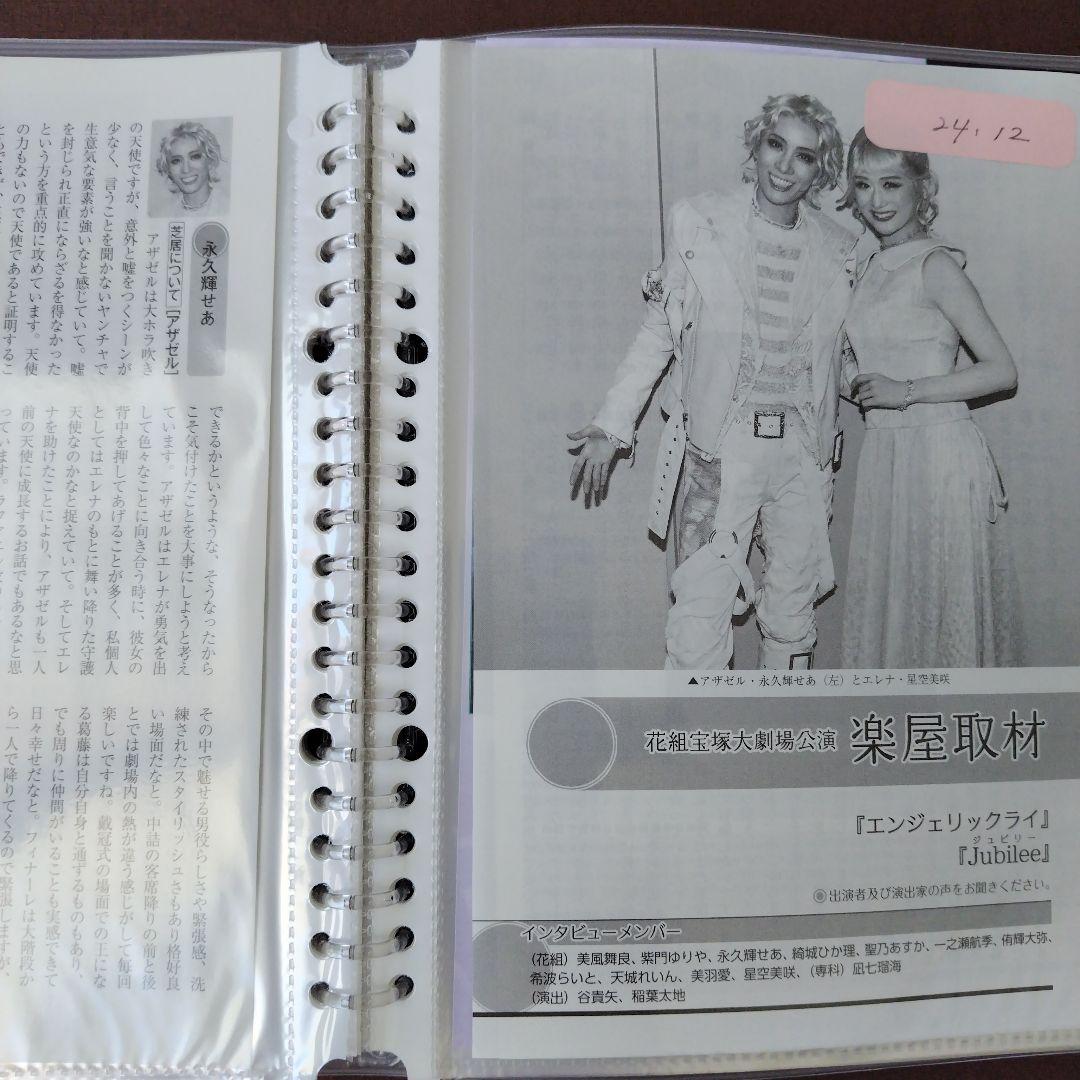 永久輝せあ
芝居について【アザゼル】
アザゼルは大ホラ吹き
の天使ですが、意外と嘘をつくシーンが
少なく、言うことを聞かないヤンチャで
生意気な要素が強いなと感じていて。嘘
を封じられ正直にならざるを得なかった
という方を重点的に攻めています。天使
の力もないので天使であると証明するこ
できるかというような、そうなったから
こそ気付けたことを大事にしようと考え
ています。アザゼルはエレナが勇気を出
して色々なことに向き合う時に、彼女の
背中を押してあげることが多く、私個人
としてはエレナのもとに舞い降りた守護
天使なのかなと捉えていて。そしてエレ
ナを助けたことにより、アザゼルも一人
前の天使に成長するお話でもあるなと思
その中で魅せる男役らしさや緊張感、洗
練されたスタイリッシュさもあり格好良
い場面だなと。中詰の客席降りの前と後
とでは劇場内の熱が違う感じがして毎回
楽しいですね。戴冠式の場面での王にな
る葛藤は自分自身と通ずるものもあり、
でも周りに仲間がいることも実感できて
日々幸せだなと。フィナーレは大階段か
ら一人で降りてくるので緊張しますが、
24.12
▲アザゼル・永久輝せあ（左）とエレナ・星空美咲
花組宝塚大劇場公演 楽屋取材
『エンジェリックライ』
ジュビリー
『Jubilee』
◉出演者及び演出家の声をお聞きください。
インタビューメンバー
（花組）美風舞良、紫門ゆりや、永久輝せあ、綺城ひか理、聖乃あすか、一之瀬航季、侑輝大弥、
希波らいと、天城れいん、美羽愛、星空美咲、（専科）凪七瑠海
（演出）谷貴矢、稲葉太地